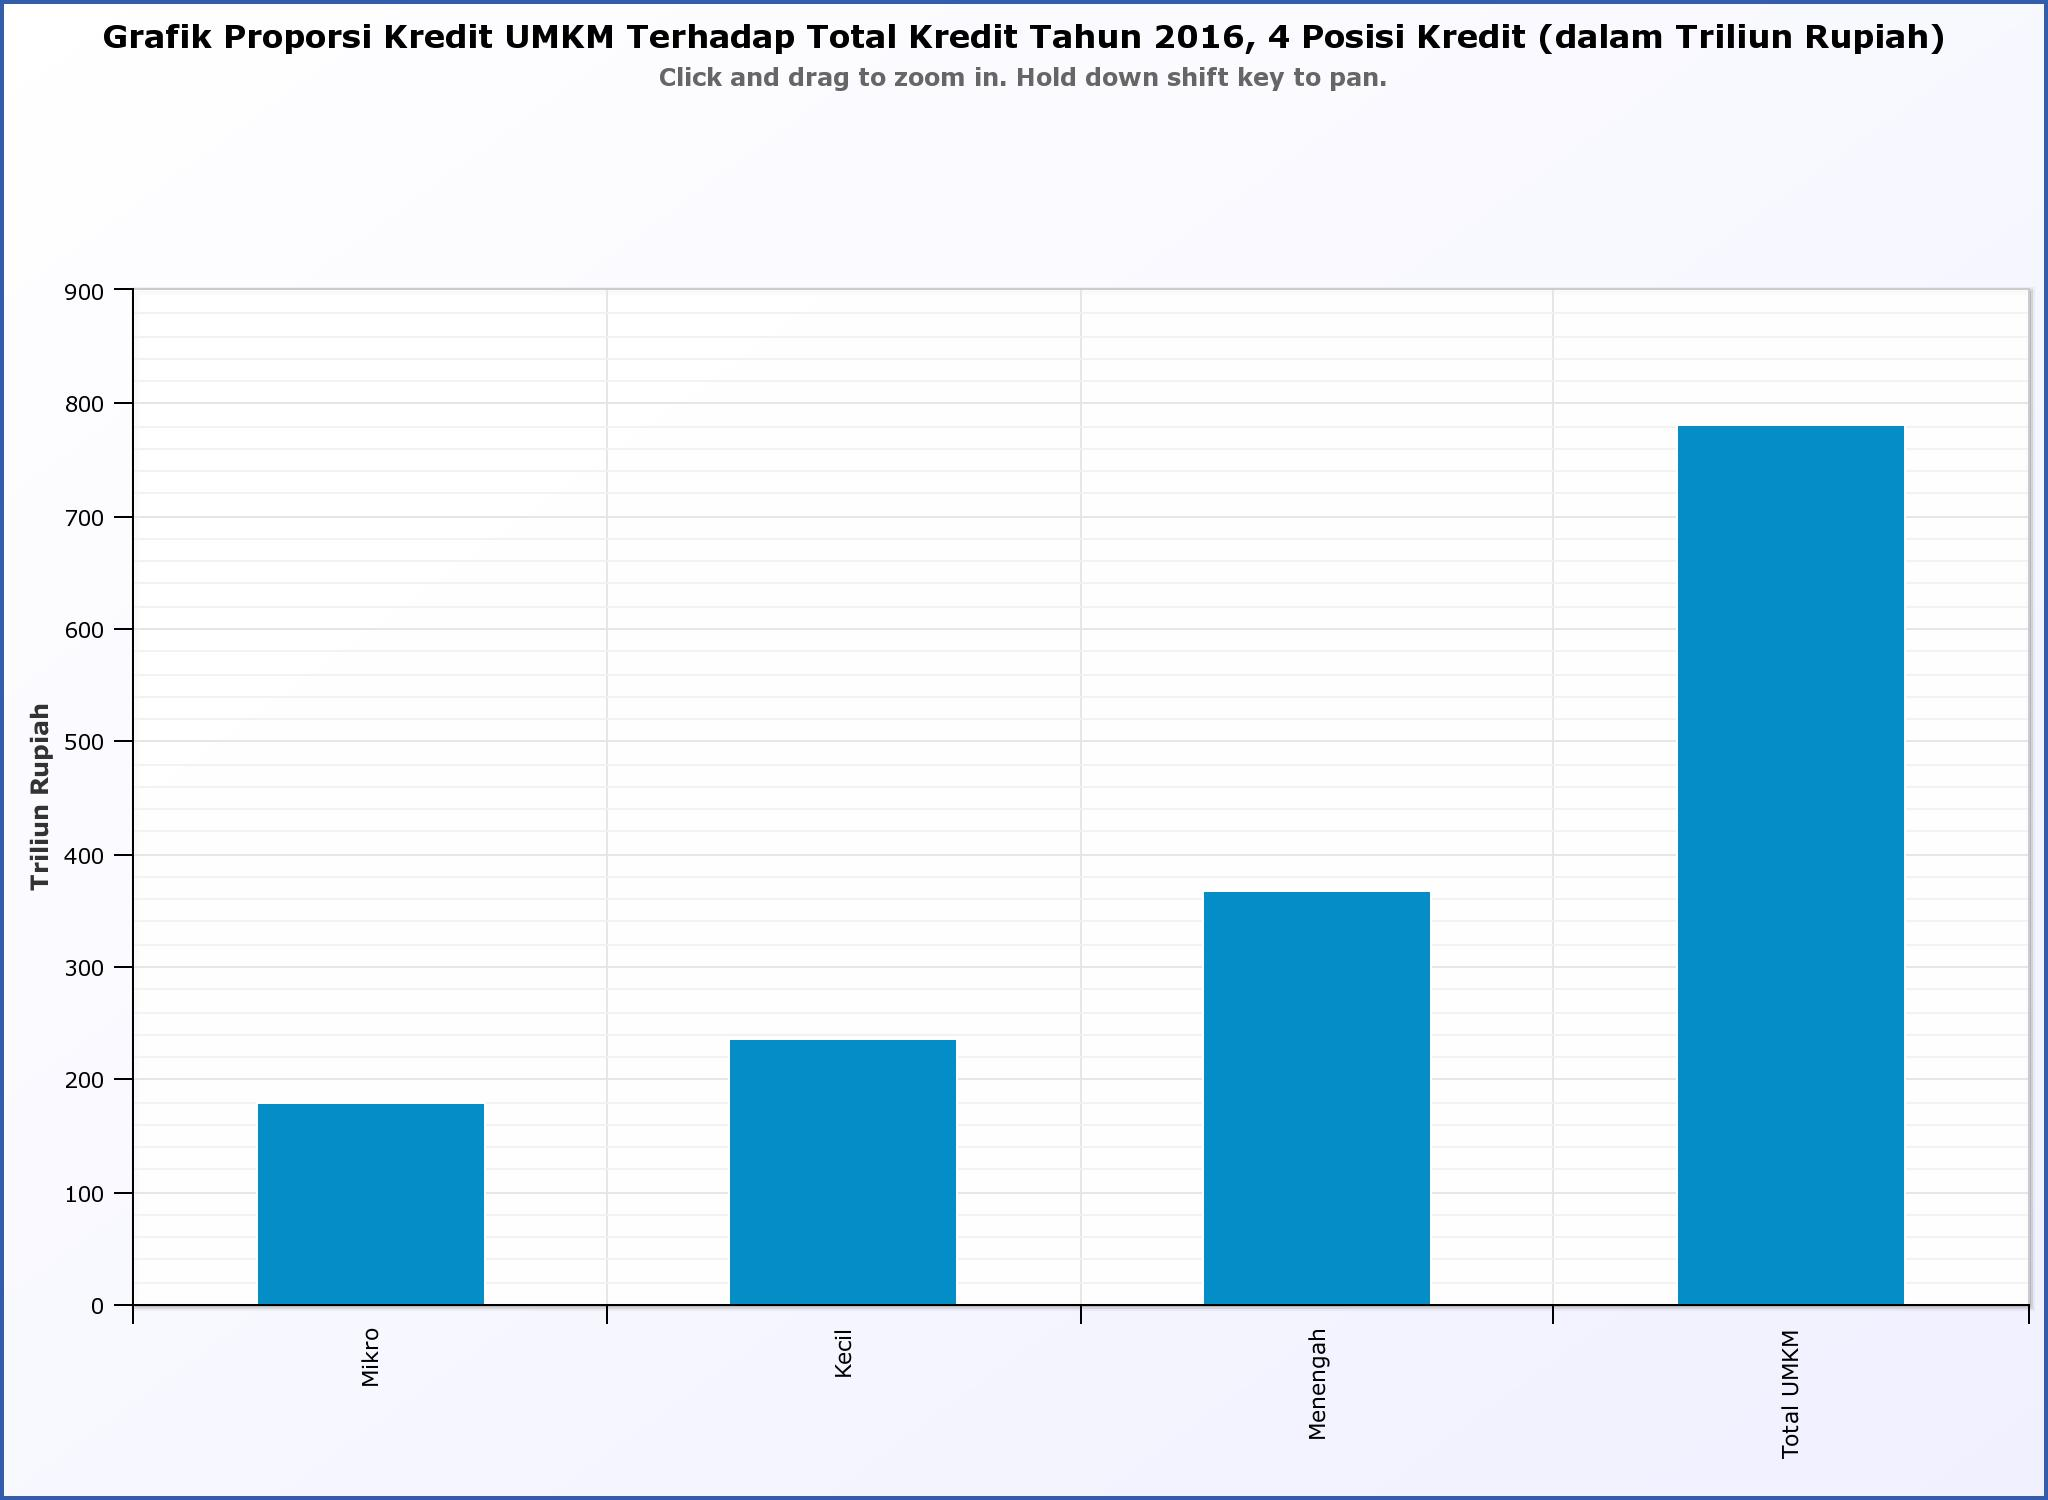 Grafik Proporsi Kredit UMKM Terhadap Total Kredit Tahun 2016, 4 Posisi Kredit (dalam Triliun Rupiah)
Click and drag to zoom in. Hold down shift key to pan.
Triliun Rupiah
900
800
700
600
500
400
300
200
100
0
Mikro
Kecil
Menengah
Total UMKM